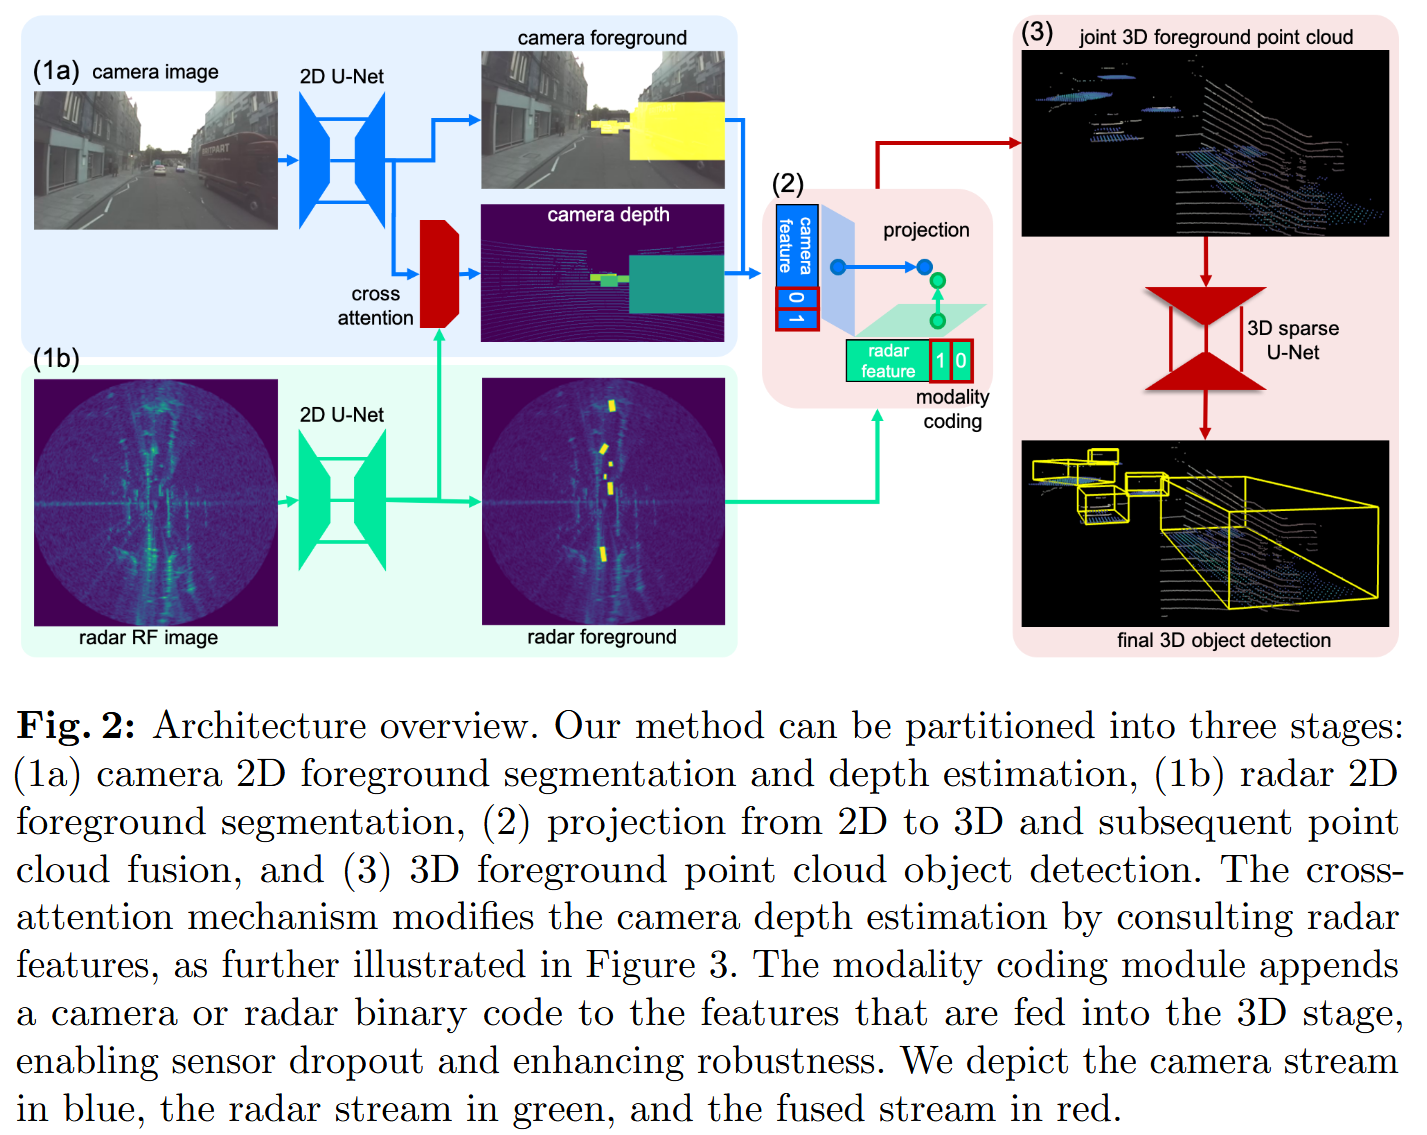 (1a) camera image
2D U-Net
camera foreground
camera depth
cross
attention
(1b)
2D U-Net
radar RF image
radar foreground
(2)
camera
feature
0
1
projection
radar
feature
1 0
modality
coding
(3)
joint 3D foreground point cloud
3D sparse
U-Net
final 3D object detection
Fig. 2: Architecture overview. Our method can be partitioned into three stages:
(1a) camera 2D foreground segmentation and depth estimation, (1b) radar 2D
foreground segmentation, (2) projection from 2D to 3D and subsequent point
cloud fusion, and (3) 3D foreground point cloud object detection. The cross-
attention mechanism modifies the camera depth estimation by consulting radar
features, as further illustrated in Figure 3. The modality coding module appends
a camera or radar binary code to the features that are fed into the 3D stage,
enabling sensor dropout and enhancing robustness. We depict the camera stream
in blue, the radar stream in green, and the fused stream in red.